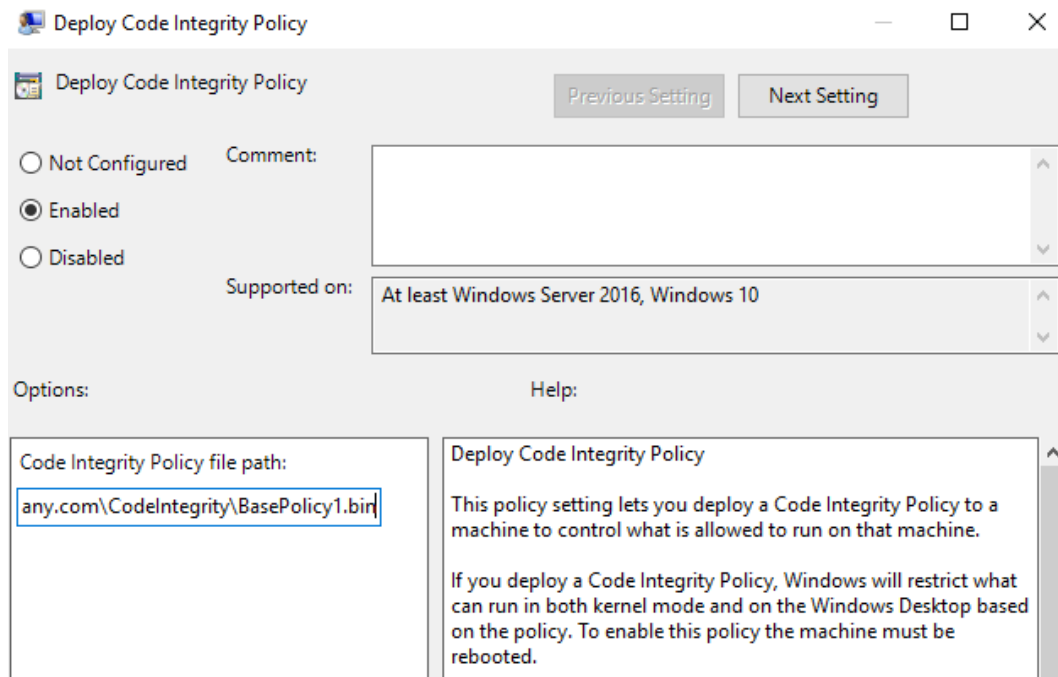 Deploy Code Integrity Policy
Deploy Code Integrity Policy
Previous Setting
Next Setting
Not Configured
Comment:
Enabled
Disabled
Supported on:
At least Windows Server 2016, Windows 10
Options:
Help:
Code Integrity Policy file path:
any.com\CodeIntegrity\BasePolicy1.bin
Deploy Code Integrity Policy
This policy setting lets you deploy a Code Integrity Policy to a
machine to control what is allowed to run on that machine.
If you deploy a Code Integrity Policy, Windows will restrict what
can run in both kernel mode and on the Windows Desktop based
on the policy. To enable this policy the machine must be
rebooted.